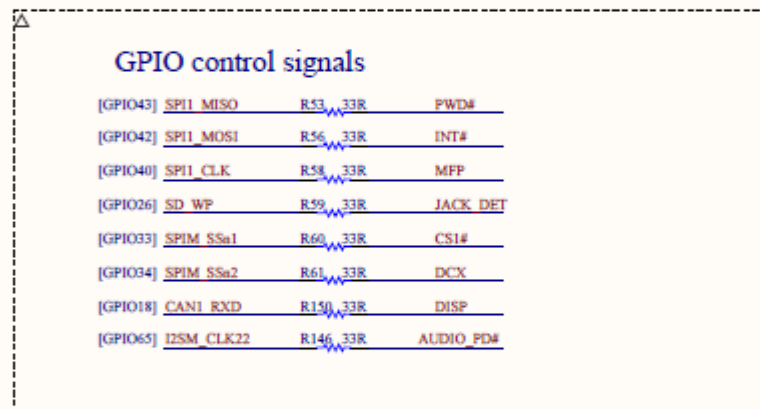 GPIO control signals
[GPIO43] SPI1_MISO R53 33R PWD#
[GPIO42] SPI1_MOSI R56 33R INT#
[GPIO40] SPI1_CLK R58 33R MFP
[GPIO26] SD_WP R59 33R JACK_DET
[GPIO33] SPIM_SSn1 R60 33R CS1#
[GPIO34] SPIM_SSn2 R61 33R DCX
[GPIO18] CAN1_RXD R150 33R DISP
[GPIO65] I2SM_CLK22 R146 33R AUDIO_PD#